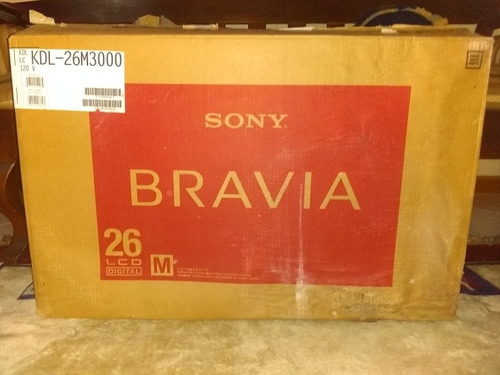 KDL-26M3000
120 V
SONY
BRAVIA
26
LCD
DIGITAL
M